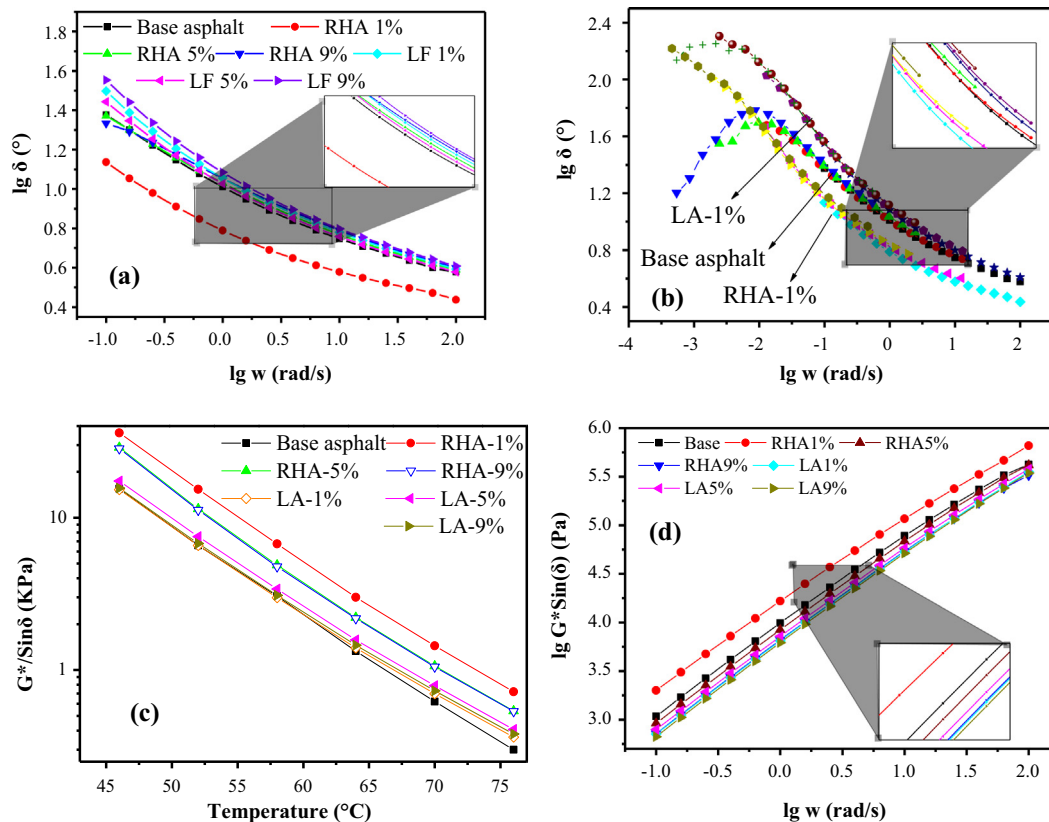 Base asphalt RHA 1%
RHA 5% RHA 9% LF 1%
LF 5% LF 9%
lg δ (°)
1.8
1.6
1.4
1.2
1.0
0.8
0.6
0.4
(a)
-1.0 -0.5 0.0 0.5 1.0 1.5 2.0
lg w (rad/s)
lg δ (°)
2.4
2.0
1.6
1.2
0.8
0.4
LA-1%
Base asphalt
RHA-1%
(b)
-4 -3 -2 -1 0 1 2
lg w (rad/s)
G*/Sinδ (KPa)
10
1
Base asphalt RHA-1%
RHA-5% RHA-9%
LA-1% LA-5%
LA-9%
(c)
45 50 55 60 65 70 75
Temperature (°C)
lg G*Sin(δ) (Pa)
6.0
5.5
5.0
4.5
4.0
3.5
3.0
Base RHA1% RHA5%
RHA9% LA1%
LA5% LA9%
(d)
-1.0 -0.5 0.0 0.5 1.0 1.5 2.0
lg w (rad/s)